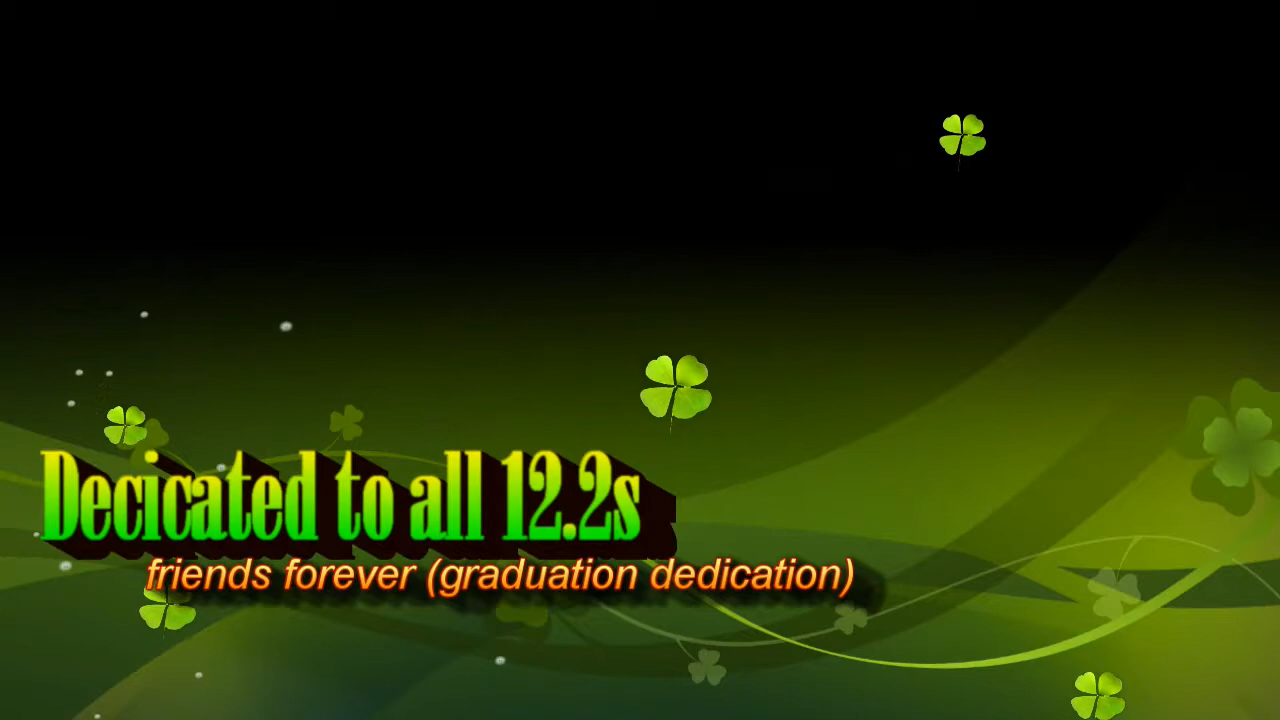 Decicated to all 12.2s
friends forever (graduation dedication)